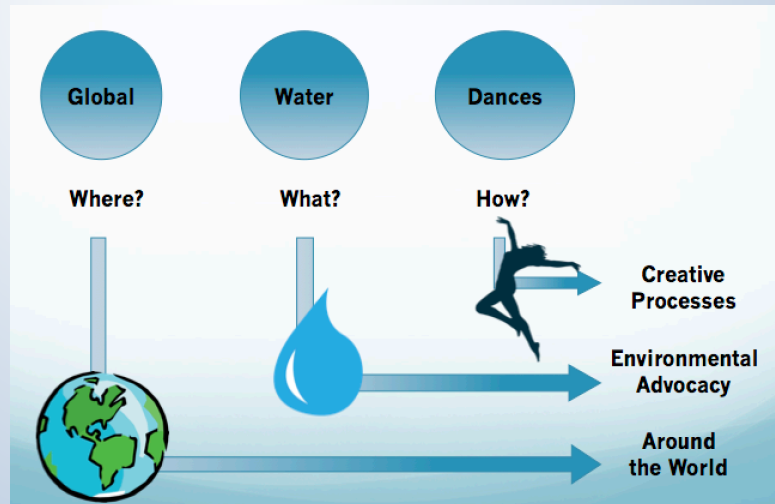 Global
Water
Dances
Where?
What?
How?
Creative
Processes
Environmental
Advocacy
Around
the World